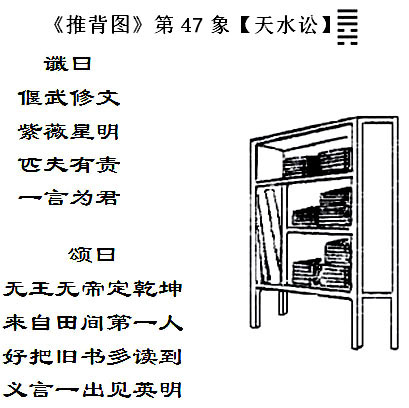 《推背图》第 47 象【天水讼】
谶曰
偃武修文
紫薇星明
匹夫有责
一言为君
颂曰
无王无帝定乾坤
来自田间第一人
好把旧书多读到
义言一出见英明